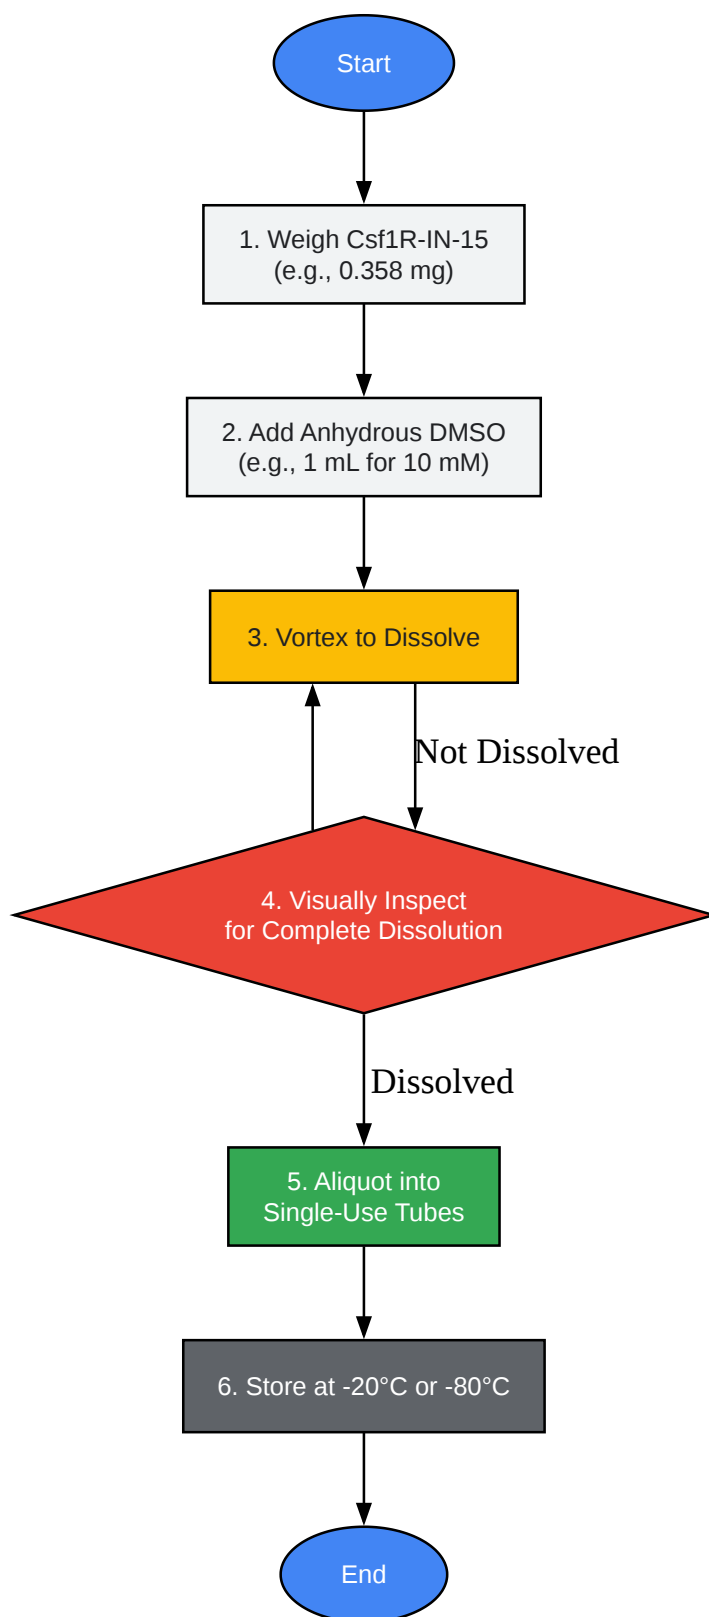 Start
1. Weigh Csf1R-IN-15
(e.g., 0.358 mg)
2. Add Anhydrous DMSO
(e.g., 1 mL for 10 mM)
3. Vortex to Dissolve
Not Dissolved
4. Visually Inspect
for Complete Dissolution
Dissolved
5. Aliquot into
Single-Use Tubes
6. Store at -20°C or -80°C
End